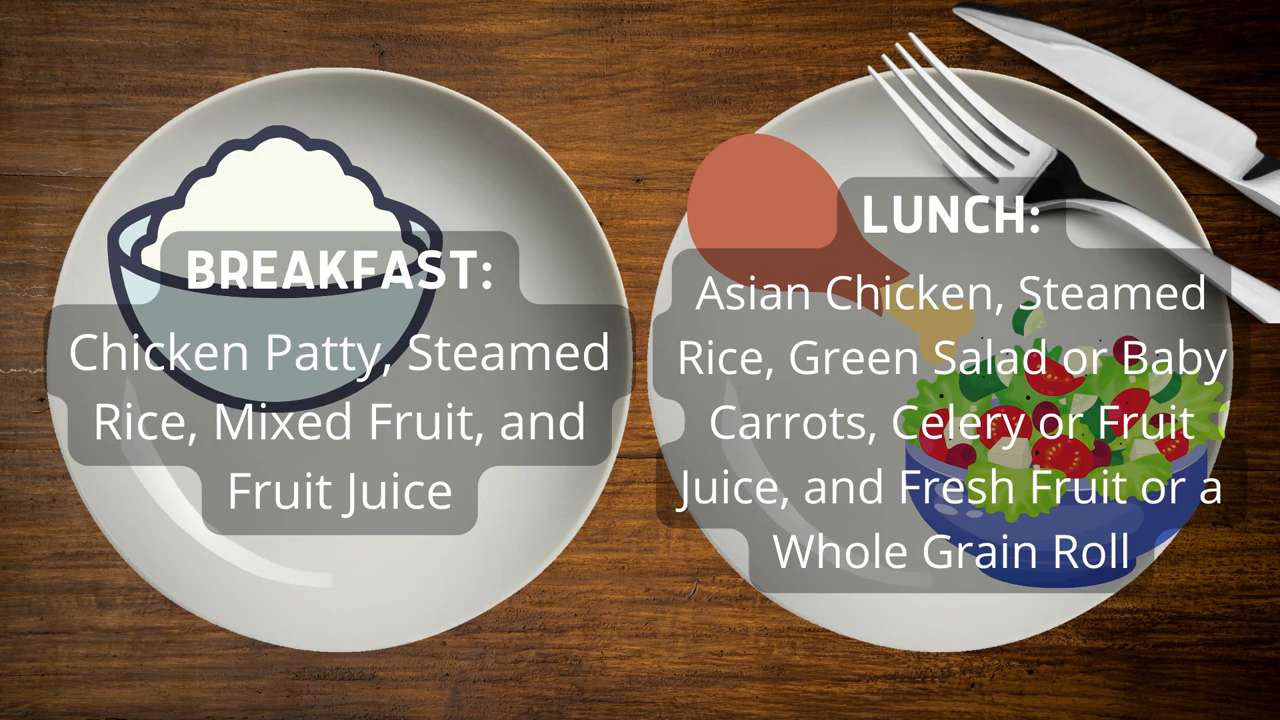 BREAKFAST:
Chicken Patty, Steamed
Rice, Mixed Fruit, and
Fruit Juice
LUNCH:
Asian Chicken, Steamed
Rice, Green Salad or Baby
Carrots, Celery or Fruit
Juice, and Fresh Fruit or a
Whole Grain Roll